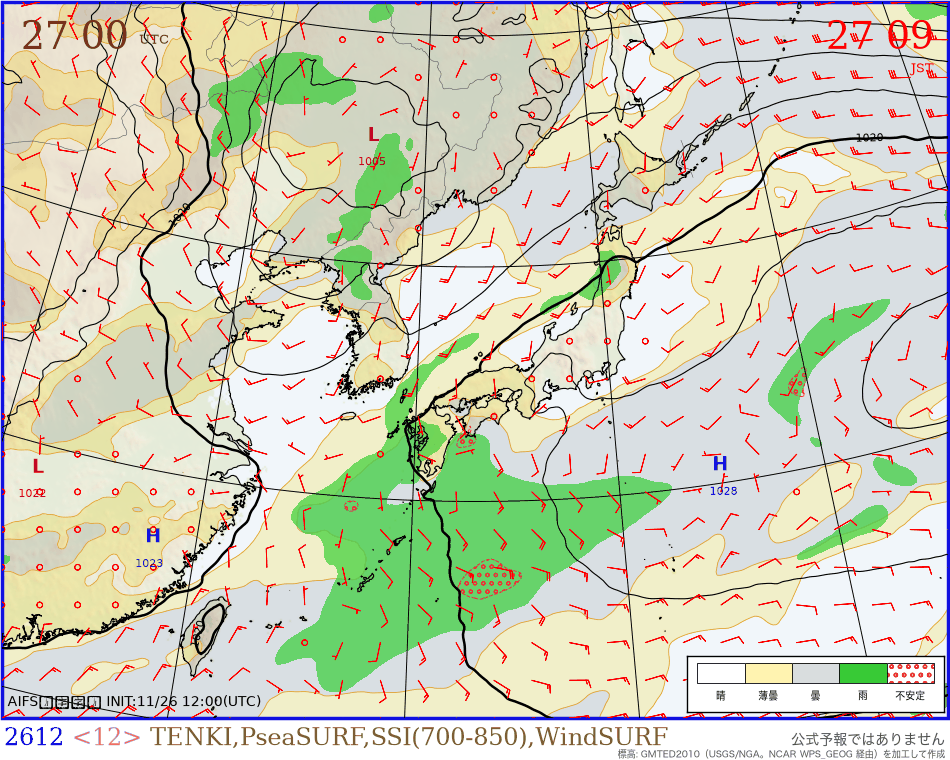 27 00 UTC
27 09
JST
L
1005
1020
1020
L
1022
H
1023
H
1028
AIFS INIT:11/26 12:00(UTC)
晴 薄曇 曇 雨 不安定
2612 <12> TENKI,PseaSURF,SSI(700-850),WindSURF
公式予報ではありません
標高: GMTED2010（USGS/NGA。NCAR WPS_GEOG 経由）を加工して作成